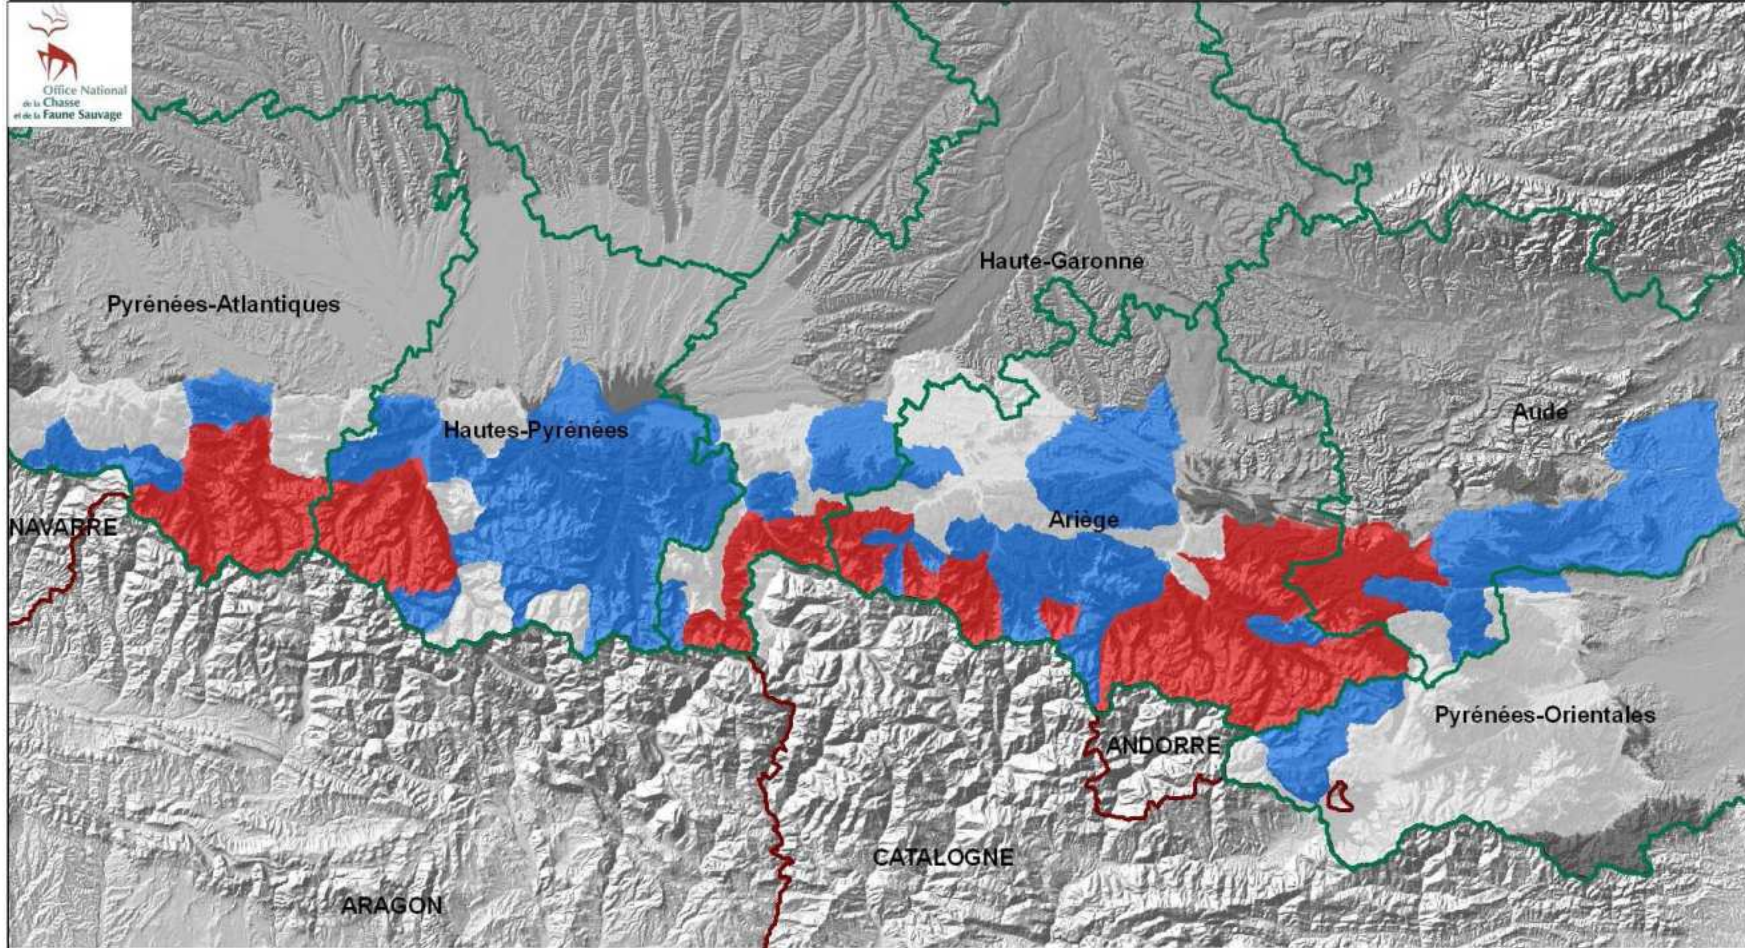 Office National
de la Chasse
et de la Faune Sauvage
Haute-Garonne
Pyrénées-Atlantiques
Aude
Hautes-Pyrénées
Ariège
NAVARRE
Pyrénées-Orientales
ANDORRE
CATALOGNE
ARAGON